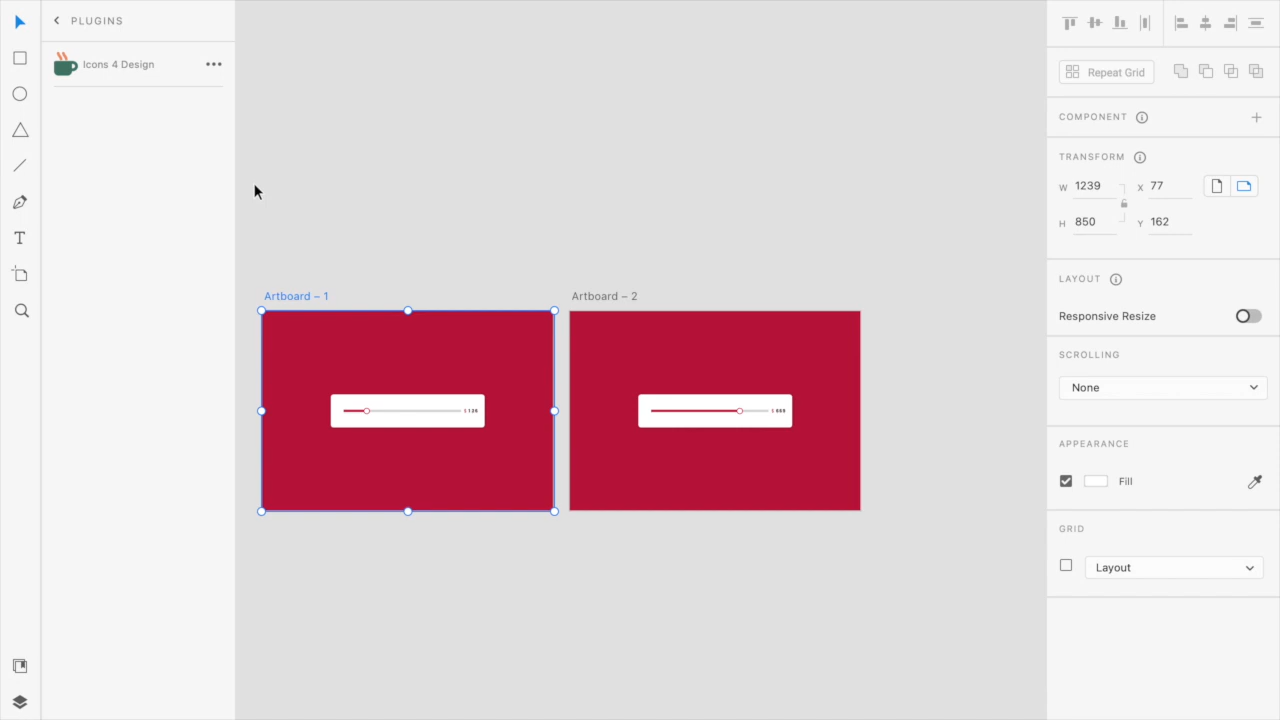 PLUGINS
Icons 4 Design
Artboard – 1
Artboard – 2
Repeat Grid
COMPONENT
TRANSFORM
W 1239 X 77
H 850 Y 162
LAYOUT
Responsive Resize
SCROLLING
None
APPEARANCE
Fill
GRID
Layout
T